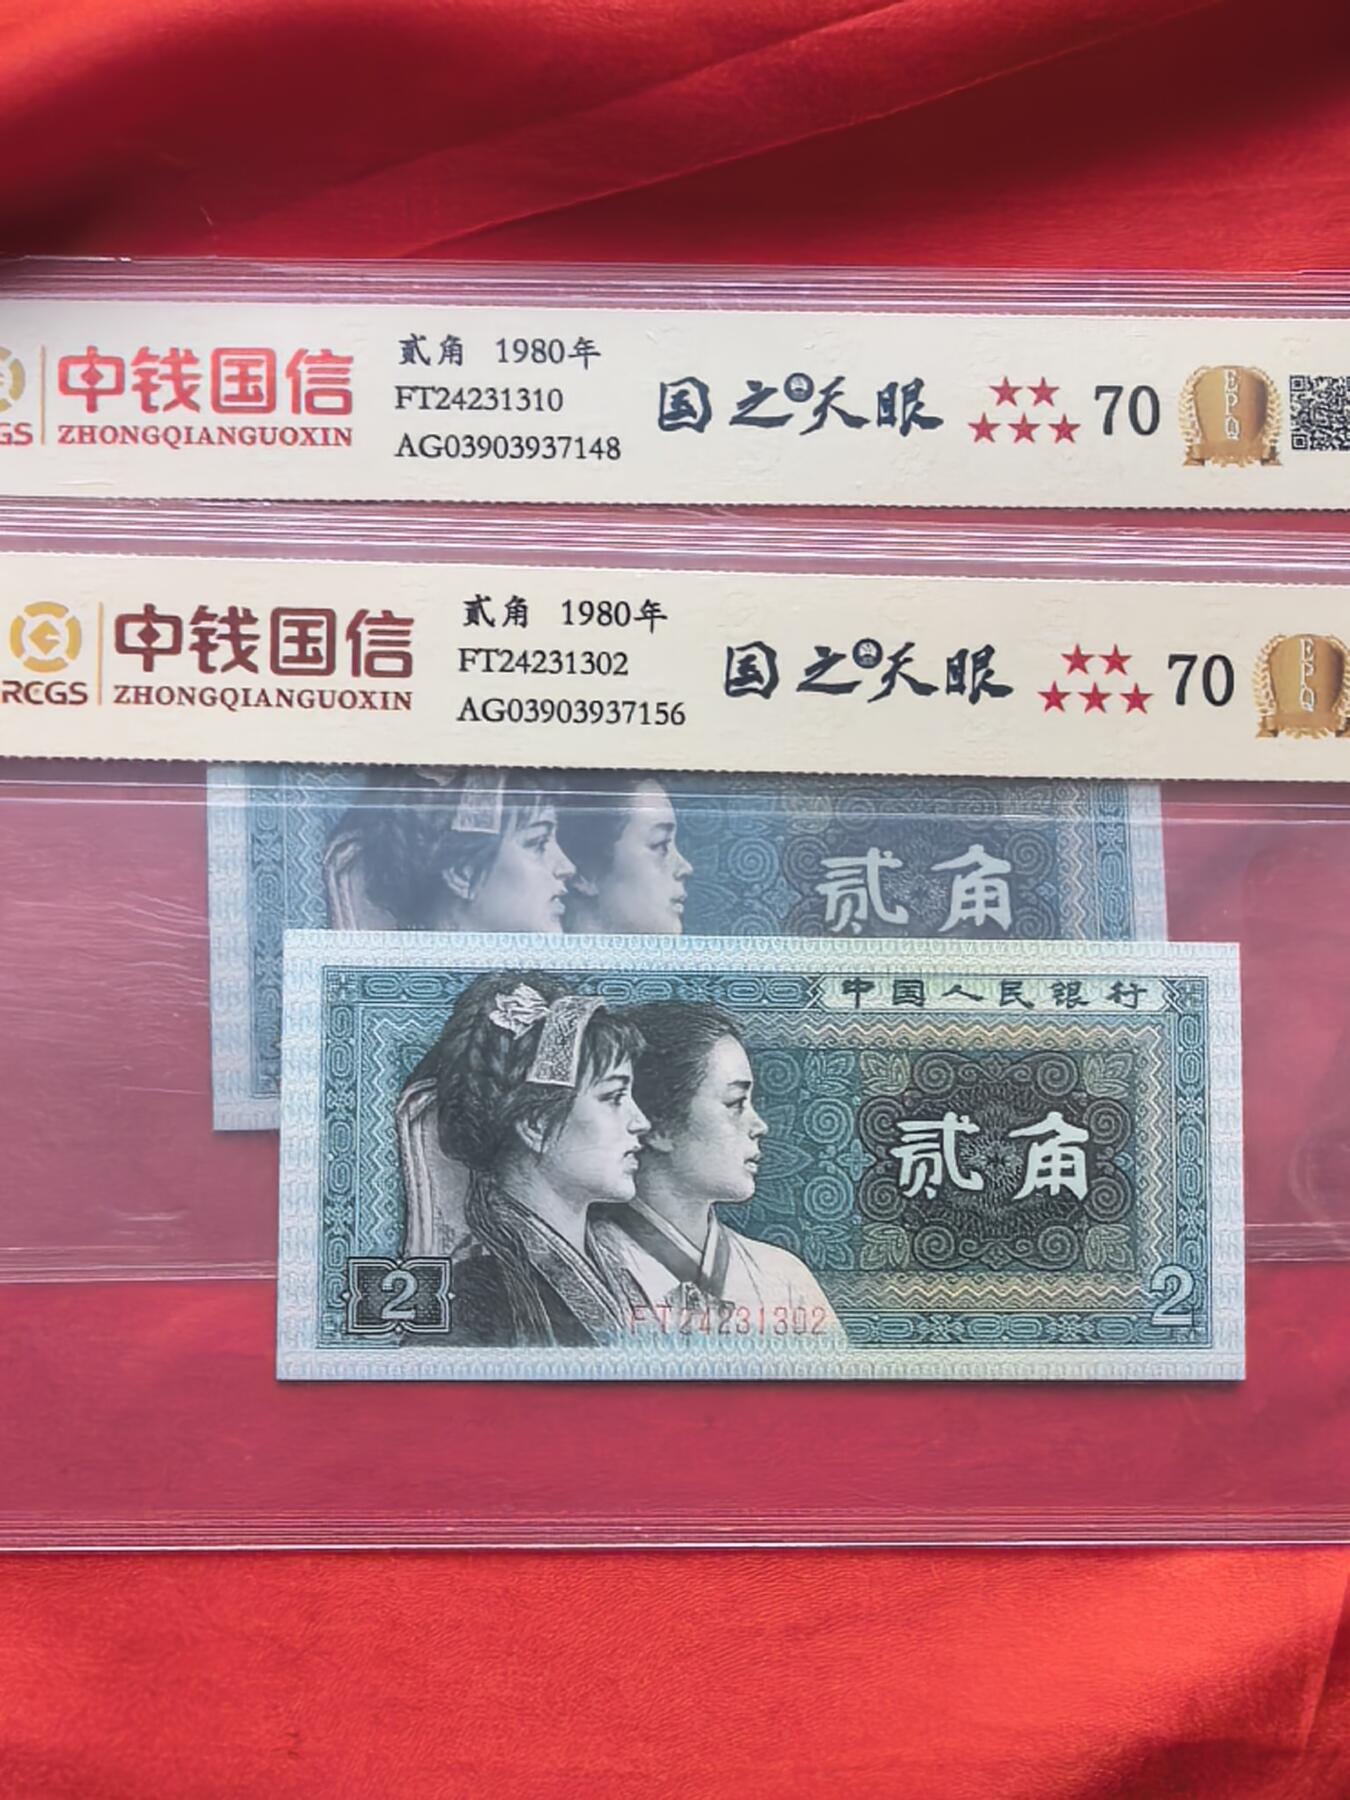 中钱国信
GS
ZHONGQIANGUOXIN
贰角 1980年
FT24231310
AG03903937148
国之天眼
70
EPQ
RCGS
中钱国信
ZHONGQIANGUOXIN
贰角 1980年
FT24231302
AG03903937156
国之天眼
70
EPQ
贰角
中国人民银行
贰角
2
FT24231302
2